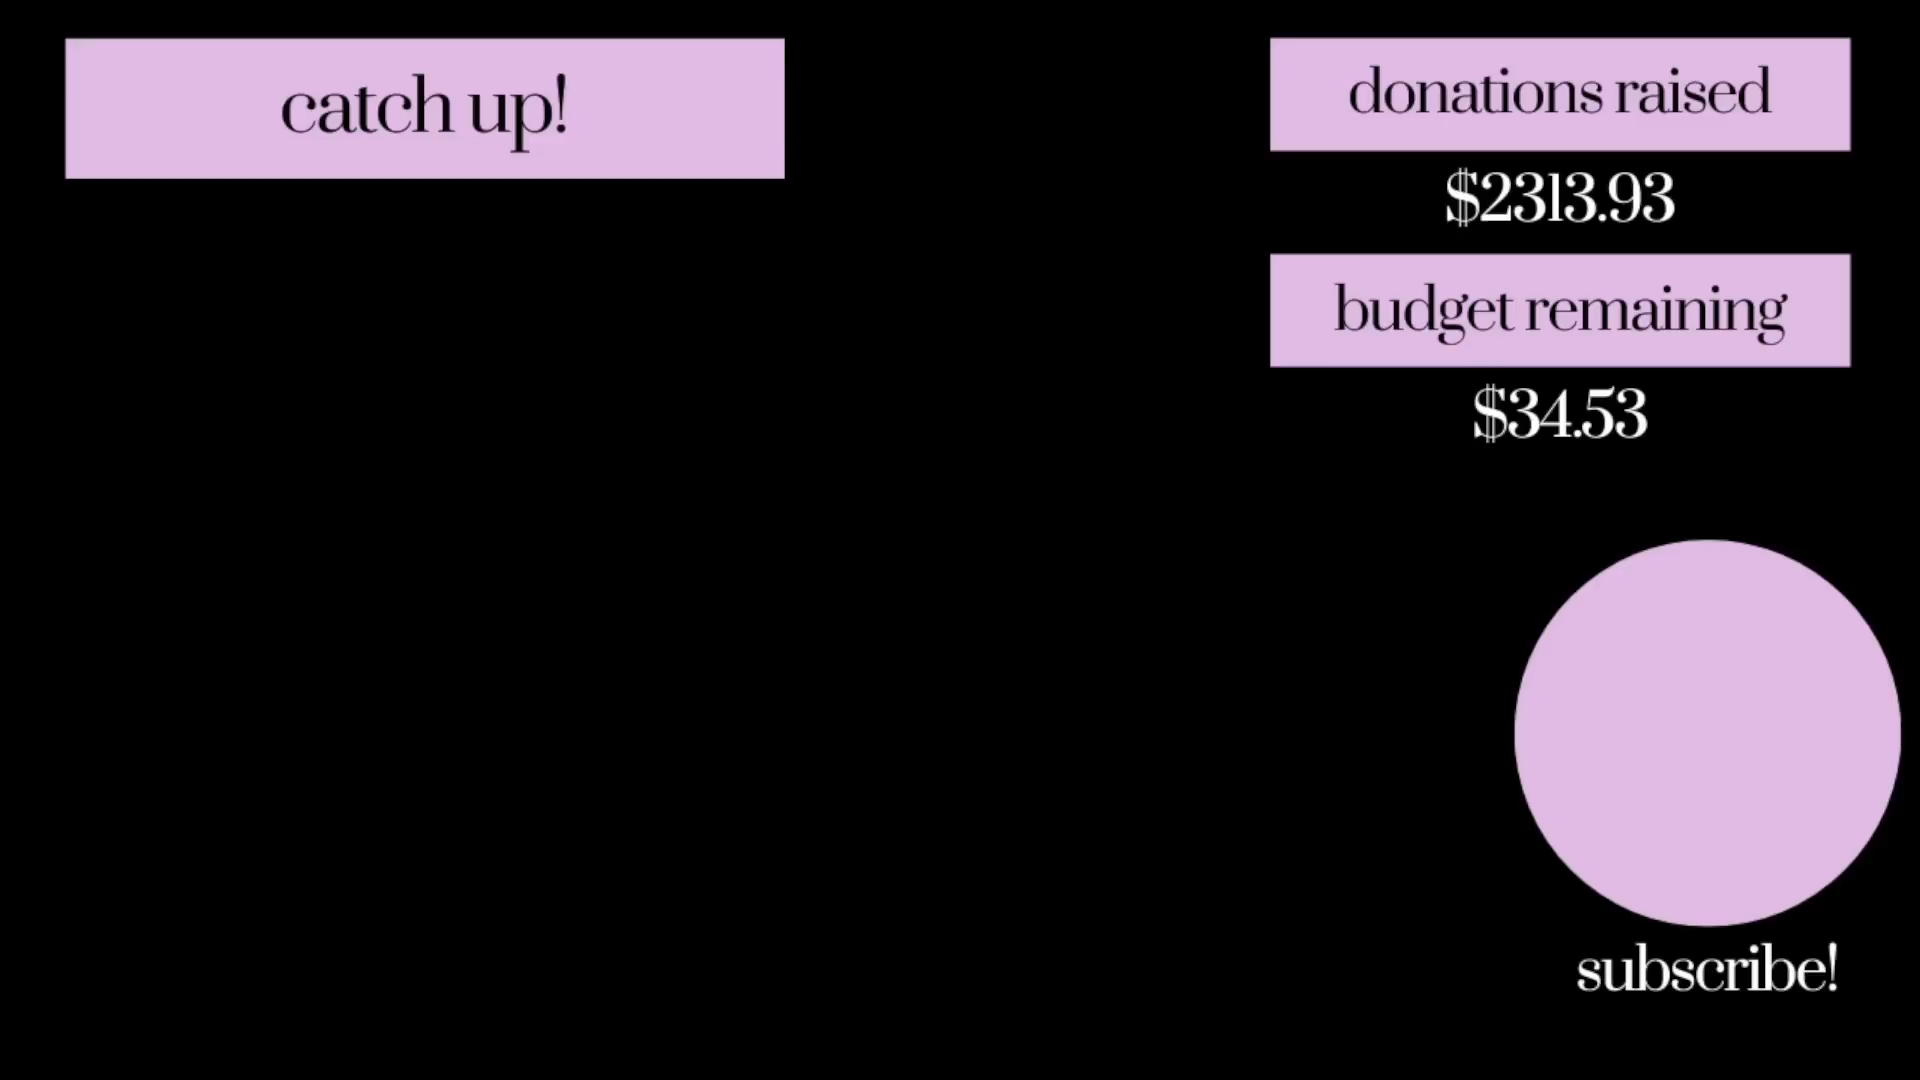 catch up!
donations raised
$2313.93
budget remaining
$34.53
subscribe!